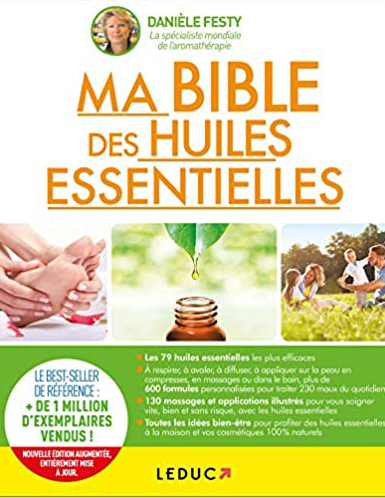 DANIÈLE FESTY
La spécialiste mondiale
de l'aromathérapie
MA BIBLE
DES HUILES
ESSENTIELLES
LE BEST-SELLER
DE RÉFÉRENCE :
+ DE 1 MILLION
D'EXEMPLAIRES
VENDUS !
NOUVELLE ÉDITION AUGMENTÉE,
ENTIÈREMENT MISE
À JOUR.
Les 79 huiles essentielles les plus efficaces
À respirer, à avaler, à diffuser, à appliquer sur la peau en
compresses, en massages ou dans le bain, plus de
600 formules personnalisées pour traiter 230 maux du quotidien
130 massages et applications illustrés pour vous soigner
vite, bien et sans risque, avec les huiles essentielles
Toutes les idées bien-être pour profiter des huiles essentielles
à la maison et vos cosmétiques 100% naturels
LEDUC